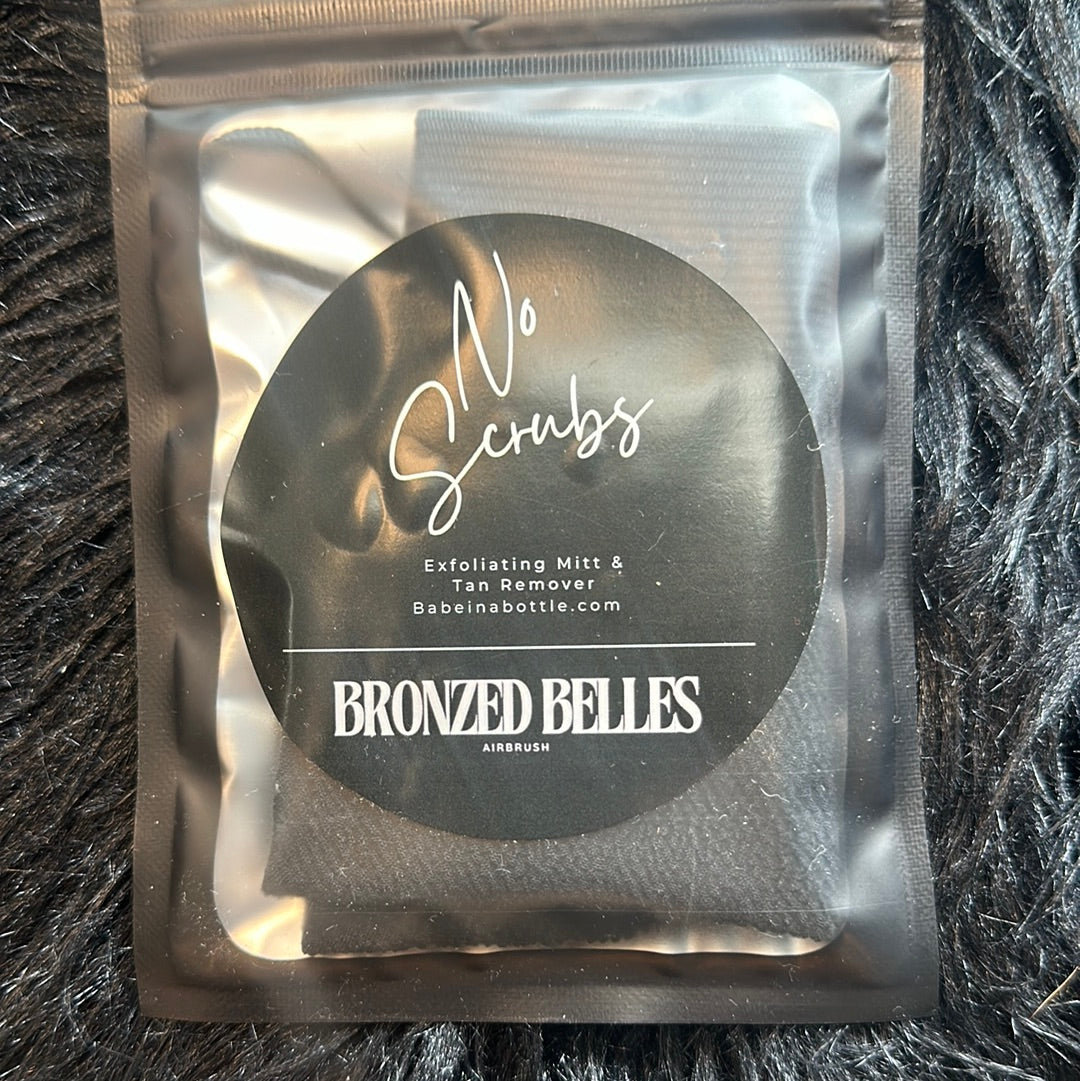 No
Scrubs
Exfoliating Mitt &
Tan Remover
Babeinabottle.com
BRONZED BELLES
AIRBRUSH